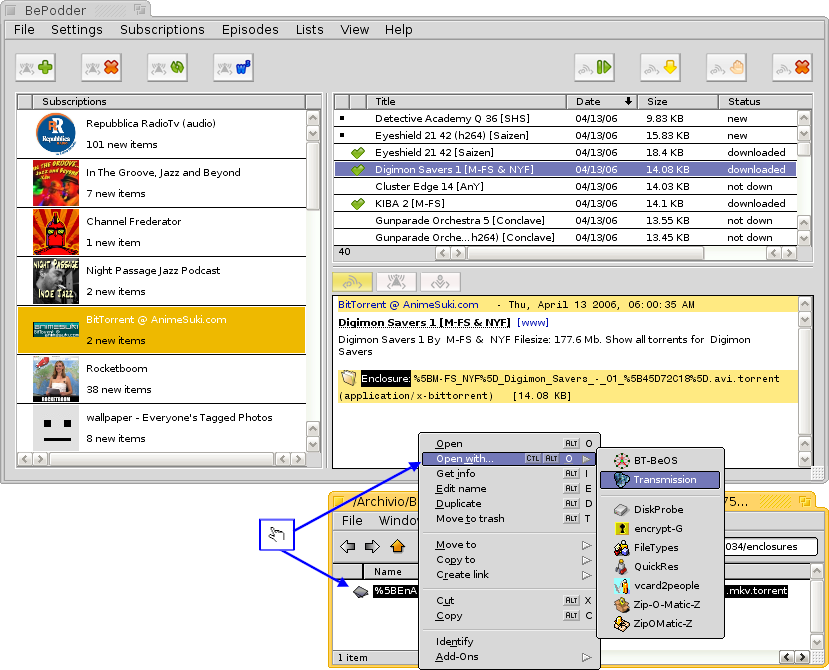 BePodder
File Settings Subscriptions Episodes Lists View Help
Subscriptions
Repubblica RadioTv (audio)
101 new items
In The Groove, Jazz and Beyond
7 new items
Channel Frederator
1 new item
Night Passage Jazz Podcast
2 new items
BitTorrent @ AnimeSuki.com
2 new items
Rocketboom
38 new items
wallpaper - Everyone's Tagged Photos
8 new items
Title Date Size Status
Detective Academy Q 36 [SHS] 04/13/06 9.83 KB new
Eyeshield 21 42 (h264) [Saizen] 04/13/06 15.83 KB new
Eyeshield 21 42 [Saizen] 04/13/06 18.4 KB downloaded
Digimon Savers 1 [M-FS & NYF] 04/13/06 14.08 KB downloaded
Cluster Edge 14 [AnY] 04/13/06 14.03 KB not down
KIBA 2 [M-FS] 04/13/06 14.1 KB downloaded
Gunparade Orchestra 5 [Conclave] 04/13/06 13.55 KB not down
Gunparade Orche...h264) [Conclave] 04/13/06 13.45 KB not down
40
BitTorrent @ AnimeSuki.com - Thu, April 13 2006, 06:00:35 AM
Digimon Savers 1 [M-FS & NYF] [www]
Digimon Savers 1 By M-FS & NYF Filesize: 177.6 Mb. Show all torrents for Digimon
Savers
Enclosure: %5BM-FS_NYF%5D_Digimon_Savers_-_01_%5B45D72C18%5D.avi.torrent
(application/x-bittorrent) [14.08 KB]
Open ALT O
Open with... CTL ALT O
Get info ALT I
Edit name ALT E
Duplicate ALT D
Move to trash ALT T
Move to
Copy to
Create link
Cut ALT X
Copy ALT C
Identify
Add-Ons
BT-BeOS
Transmission
DiskProbe
encrypt-G
FileTypes
QuickRes
vcard2people
Zip-O-Matic-Z
ZipOMatic-Z
/Archivio/B 75...
File Windo
034/enclosures
Name
%5BEnA .mkv.torrent
1 item